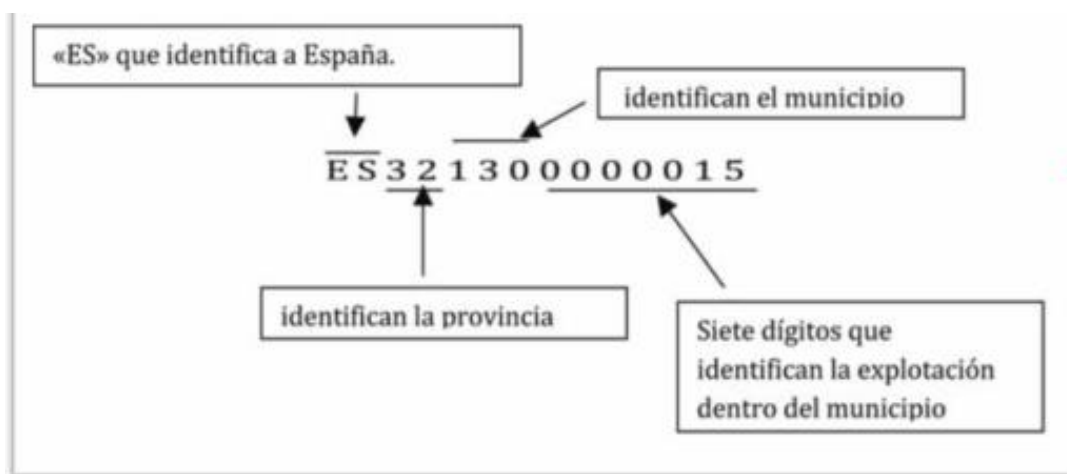 «ES» que identifica a España.
identifican el municipio
ES321300000015
identifican la provincia
Siete dígitos que
identifican la explotación
dentro del municipio